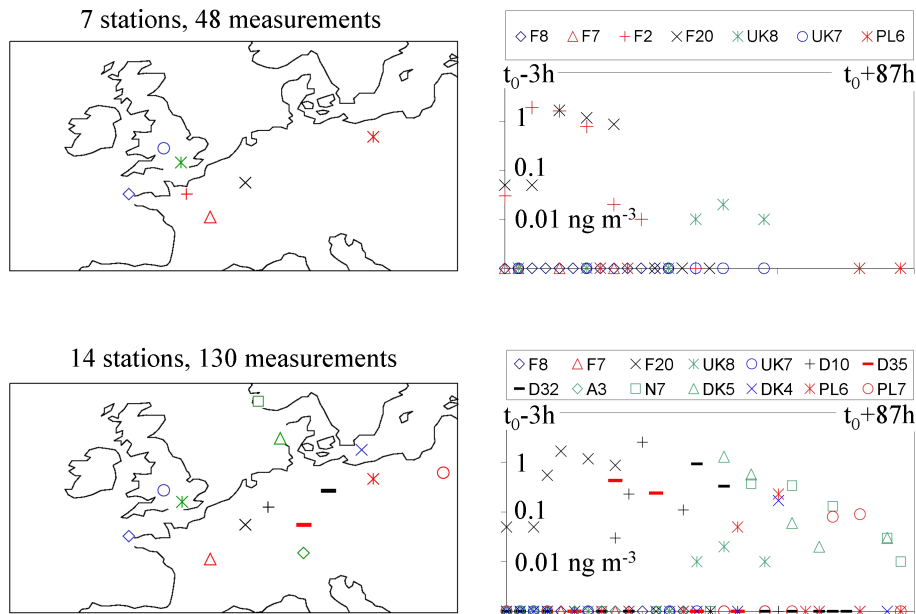 7 stations, 48 measurements
F8 F7 F2 F20 UK8 UK7 PL6
t0-3h t0+87h
1
0.1
0.01 ng m-3
14 stations, 130 measurements
F8 F7 F20 UK8 UK7 D10 D35
D32 A3 N7 DK5 DK4 PL6 PL7
t0-3h t0+87h
1
0.1
0.01 ng m-3